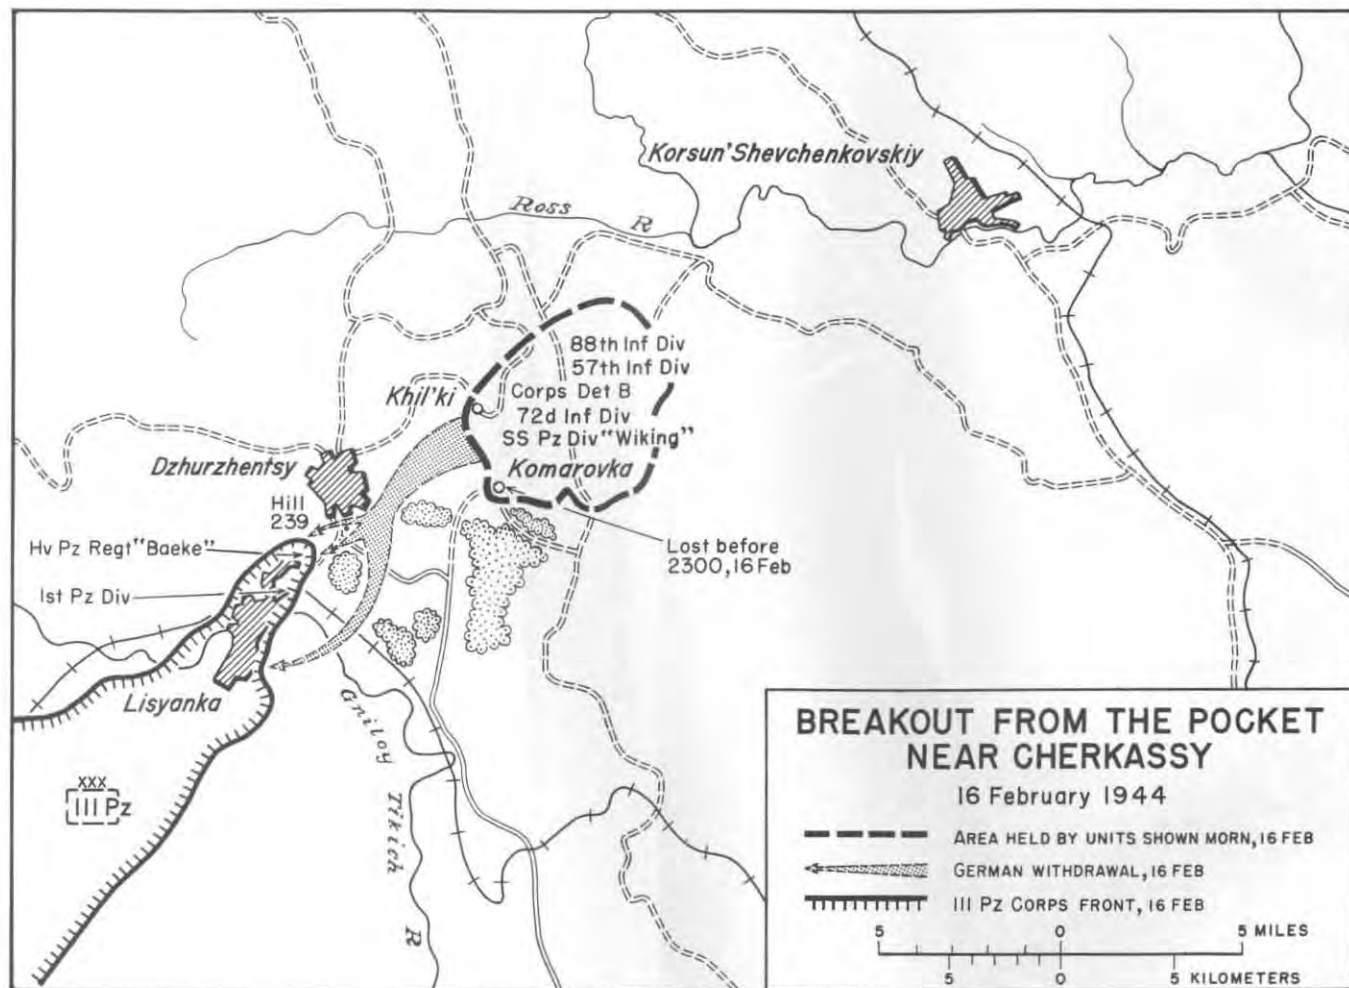 Korsun'Shevchenkovskiy
Ross R
88th Inf Div
57th Inf Div
Corps Det B
72d Inf Div
SS Pz Div "Wiking"
Khil'ki
Komarovka
Dzhurzhentsy
Hill
239
Hv Pz Regt "Baeke"
1st Pz Div
Lost before
2300, 16 Feb
Lisyanka
Gniloy Tikich R
XXX
III Pz
BREAKOUT FROM THE POCKET
NEAR CHERKASSY
16 February 1944
AREA HELD BY UNITS SHOWN MORN, 16 FEB
GERMAN WITHDRAWAL, 16 FEB
III PZ CORPS FRONT, 16 FEB
5 0 5 MILES
5 0 5 KILOMETERS